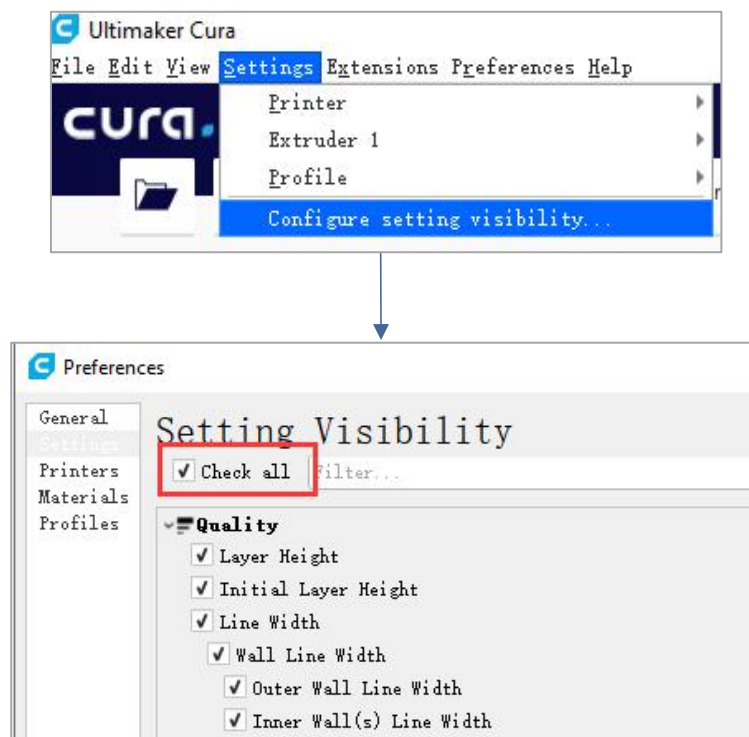 Ultimaker Cura
File Edit View Settings Extensions Preferences Help
cura.
Printer
Extruder 1
Profile
Configure setting visibility...
Preferences
General
Settings
Printers
Materials
Profiles
Setting Visibility
Check all Filter...
Quality
Layer Height
Initial Layer Height
Line Width
Wall Line Width
Outer Wall Line Width
Inner Wall(s) Line Width